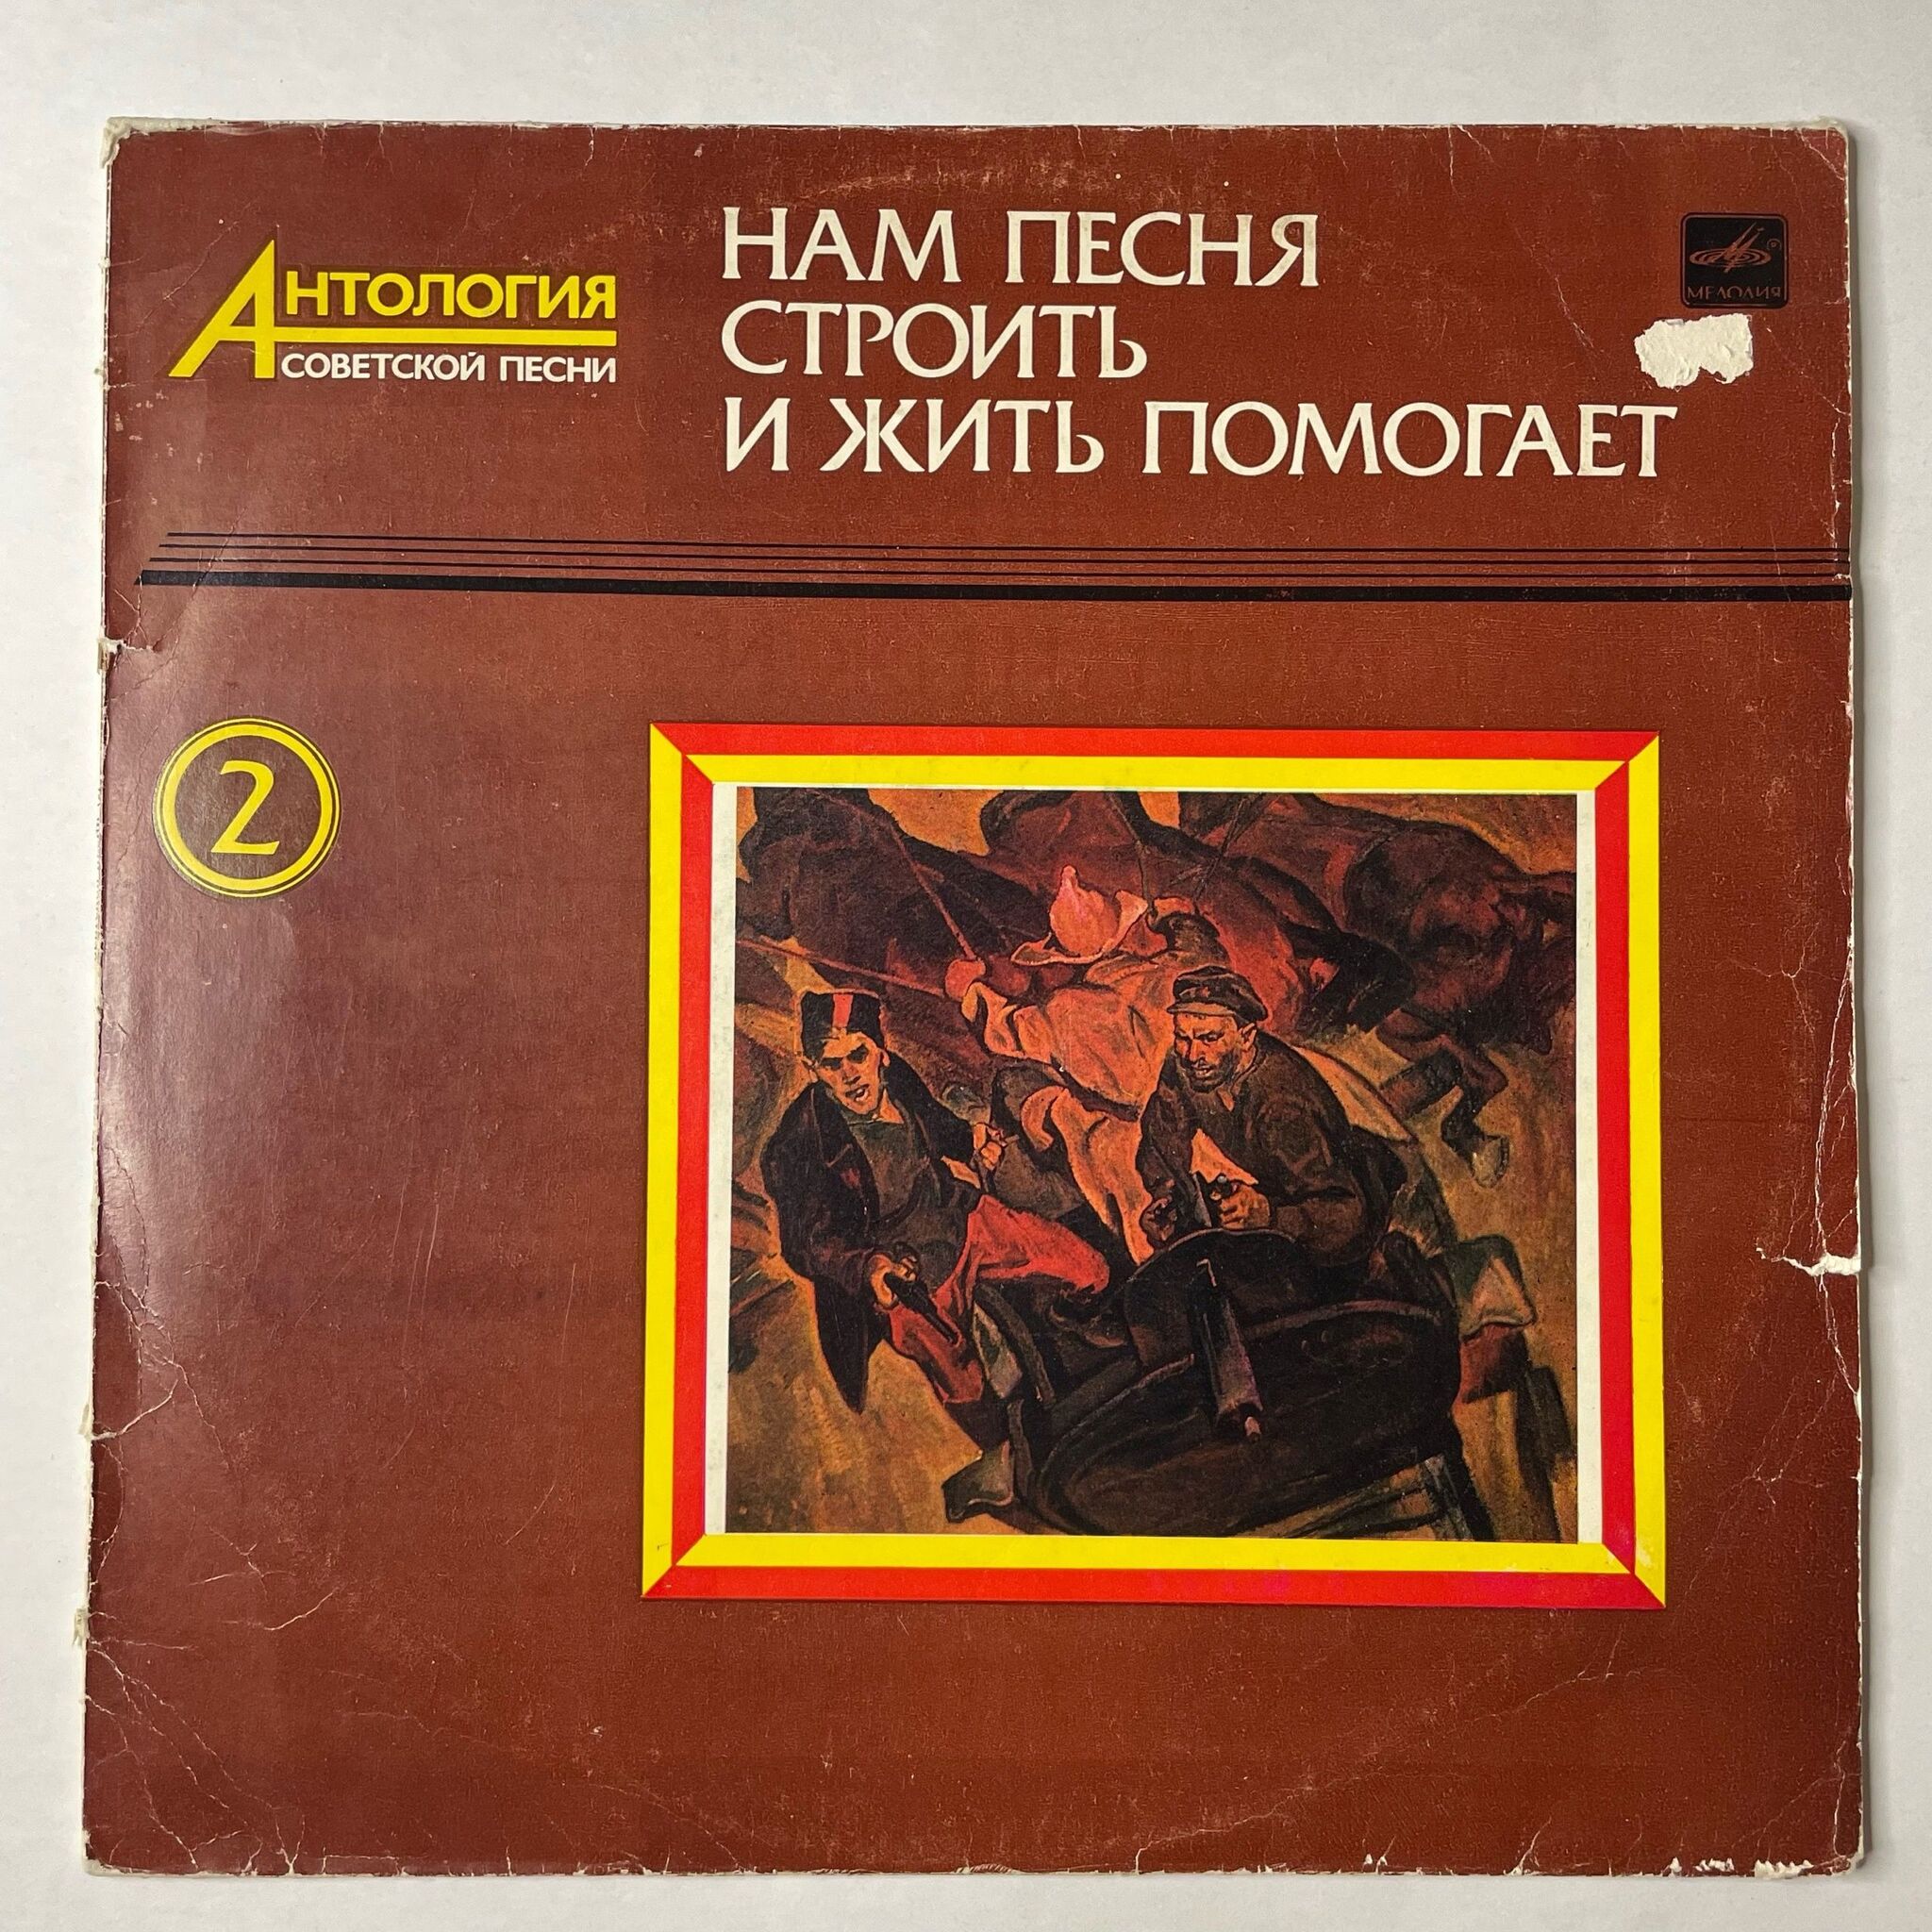 НАМ ПЕСНЯ
СТРОИТЬ
И ЖИТЬ ПОМОГАЕТ
АНТОЛОГИЯ
СОВЕТСКОЙ ПЕСНИ
МЕЛОДИЯ
2